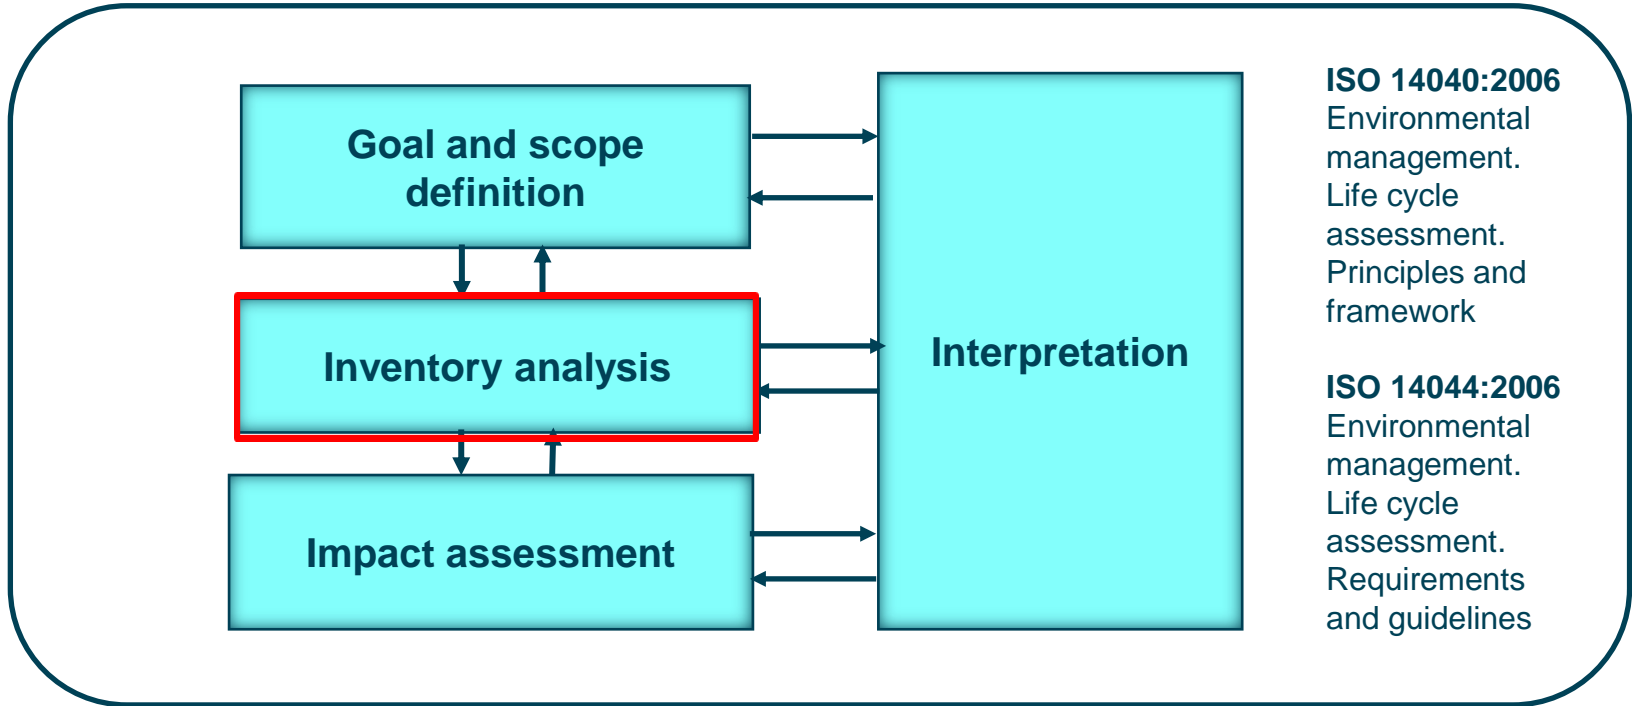 Goal and scope
definition
Inventory analysis
Impact assessment
Interpretation
ISO 14040:2006
Environmental
management.
Life cycle
assessment.
Principles and
framework
ISO 14044:2006
Environmental
management.
Life cycle
assessment.
Requirements
and guidelines